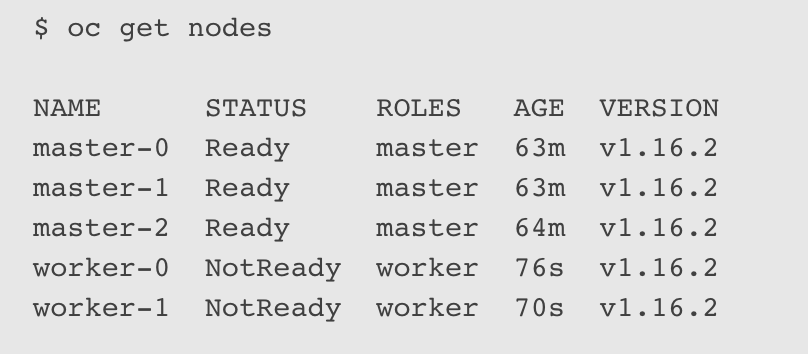 $ oc get nodes
NAME      STATUS    ROLES   AGE  VERSION
master-0  Ready     master  63m  v1.16.2
master-1  Ready     master  63m  v1.16.2
master-2  Ready     master  64m  v1.16.2
worker-0  NotReady  worker  76s  v1.16.2
worker-1  NotReady  worker  70s  v1.16.2